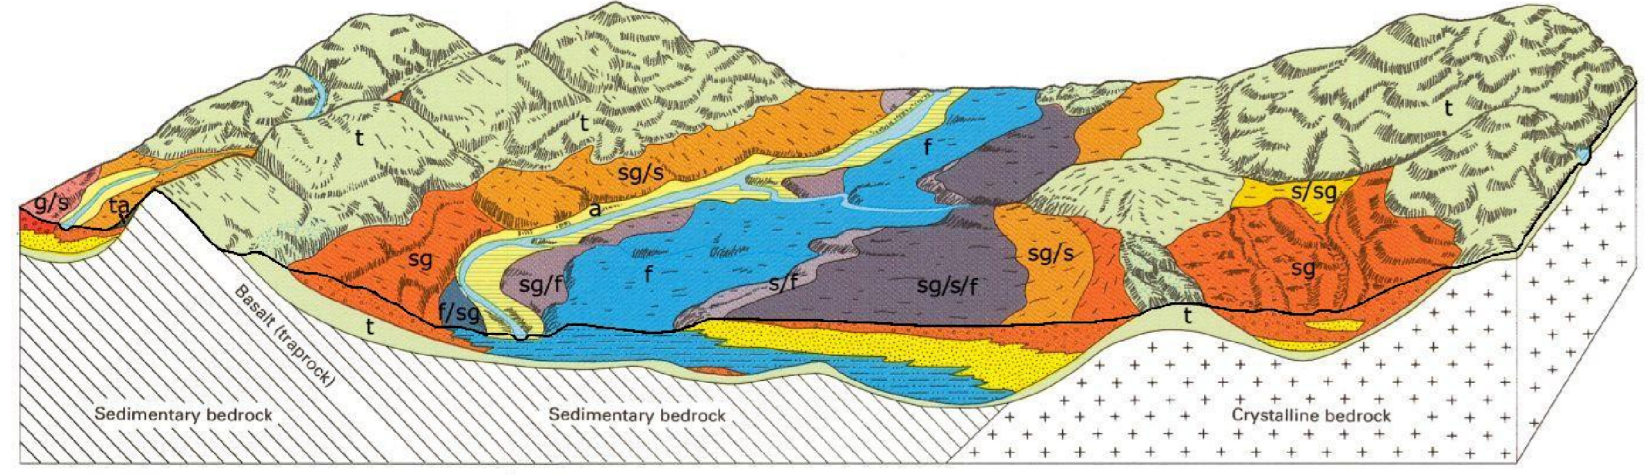 t
t
t
g/s
ta
sg/s
a
f
s/sg
sg
sg/f
f
s/f
sg/s/f
sg/s
sg
f/sg
t
t
Basalt (traprock)
Sedimentary bedrock
Sedimentary bedrock
Crystalline bedrock